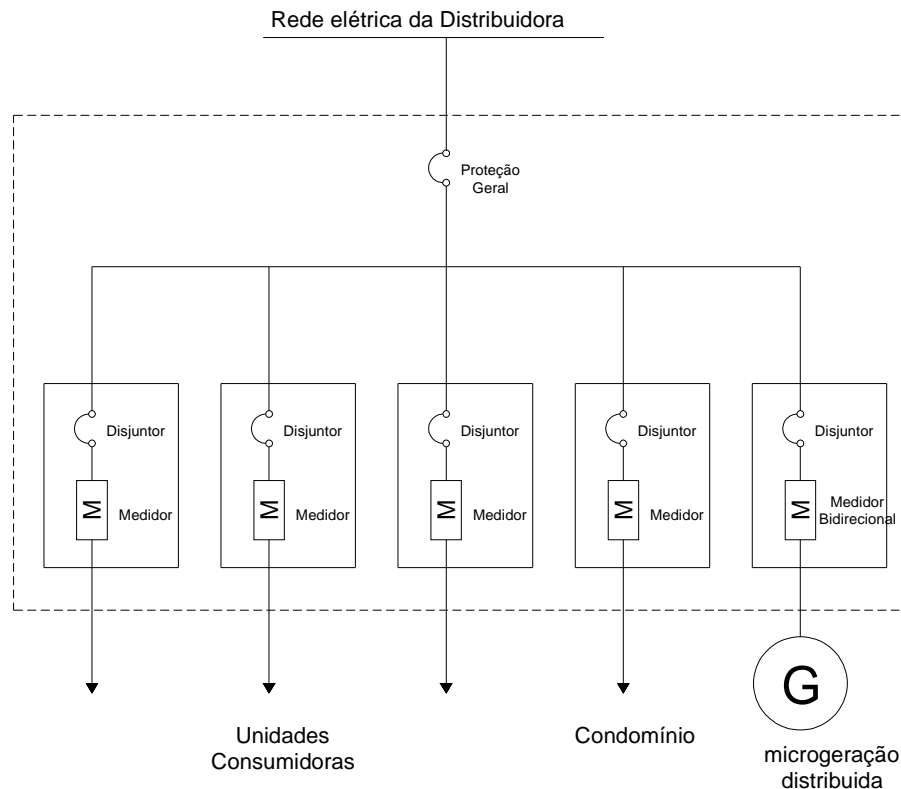 Rede elétrica da Distribuidora
Proteção
Geral
Disjuntor
Disjuntor
Disjuntor
Disjuntor
Disjuntor
M
Medidor
M
Medidor
M
Medidor
M
Medidor
M
Medidor
Bidirecional
G
Unidades
Consumidoras
Condomínio
microgeração
distribuida